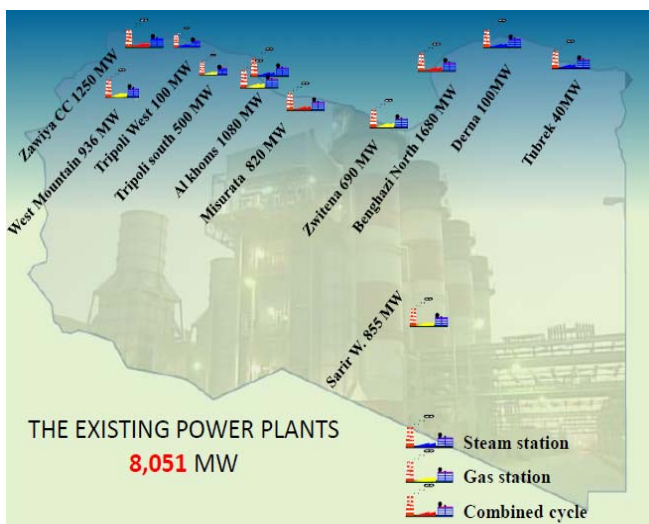 Zawiya CC 1250 MW
West Mountain 936 MW
Tripoli West 100 MW
Tripoli south 500 MW
Al khoms 1080 MW
Misurata 820 MW
Zwitena 690 MW
Benghazi North 1680 MW
Derna 100MW
Tubrek 40MW
Sarir W. 855 MW
THE EXISTING POWER PLANTS
8,051 MW
Steam station
Gas station
Combined cycle